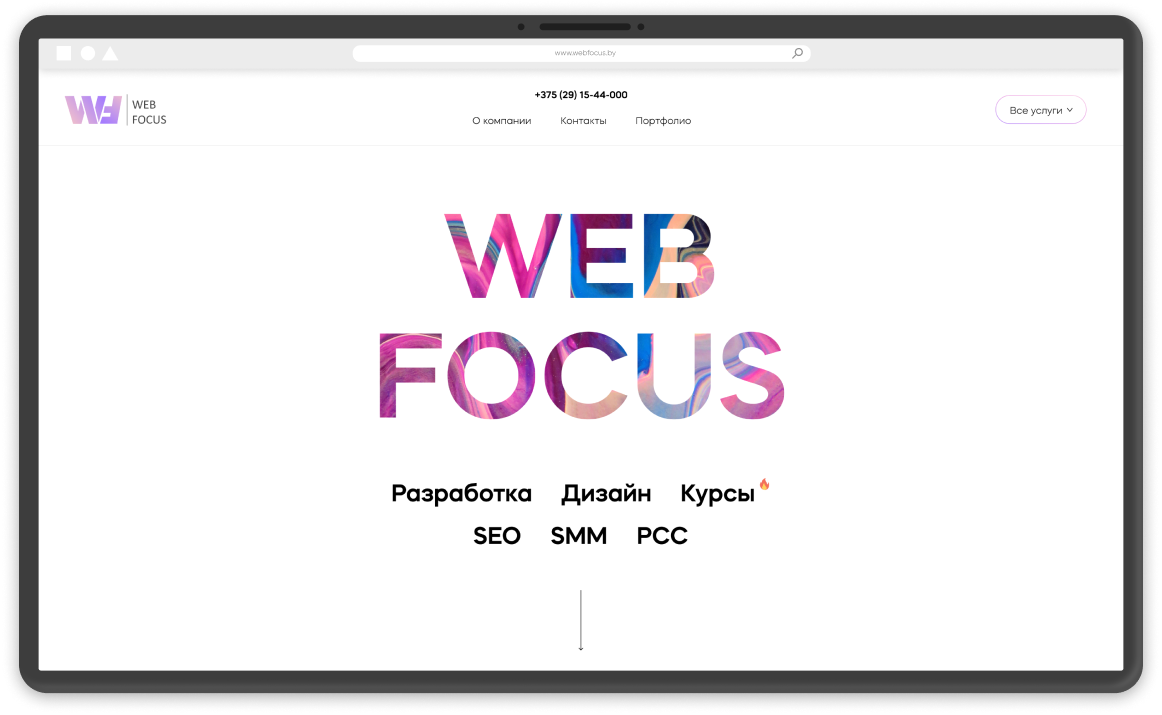 www.webfocus.by
WEB
FOCUS
+375 (29) 15-44-000
О компании Контакты Портфолио
Все услуги
WEB
FOCUS
Разработка Дизайн Курсы
SEO SMM PCC